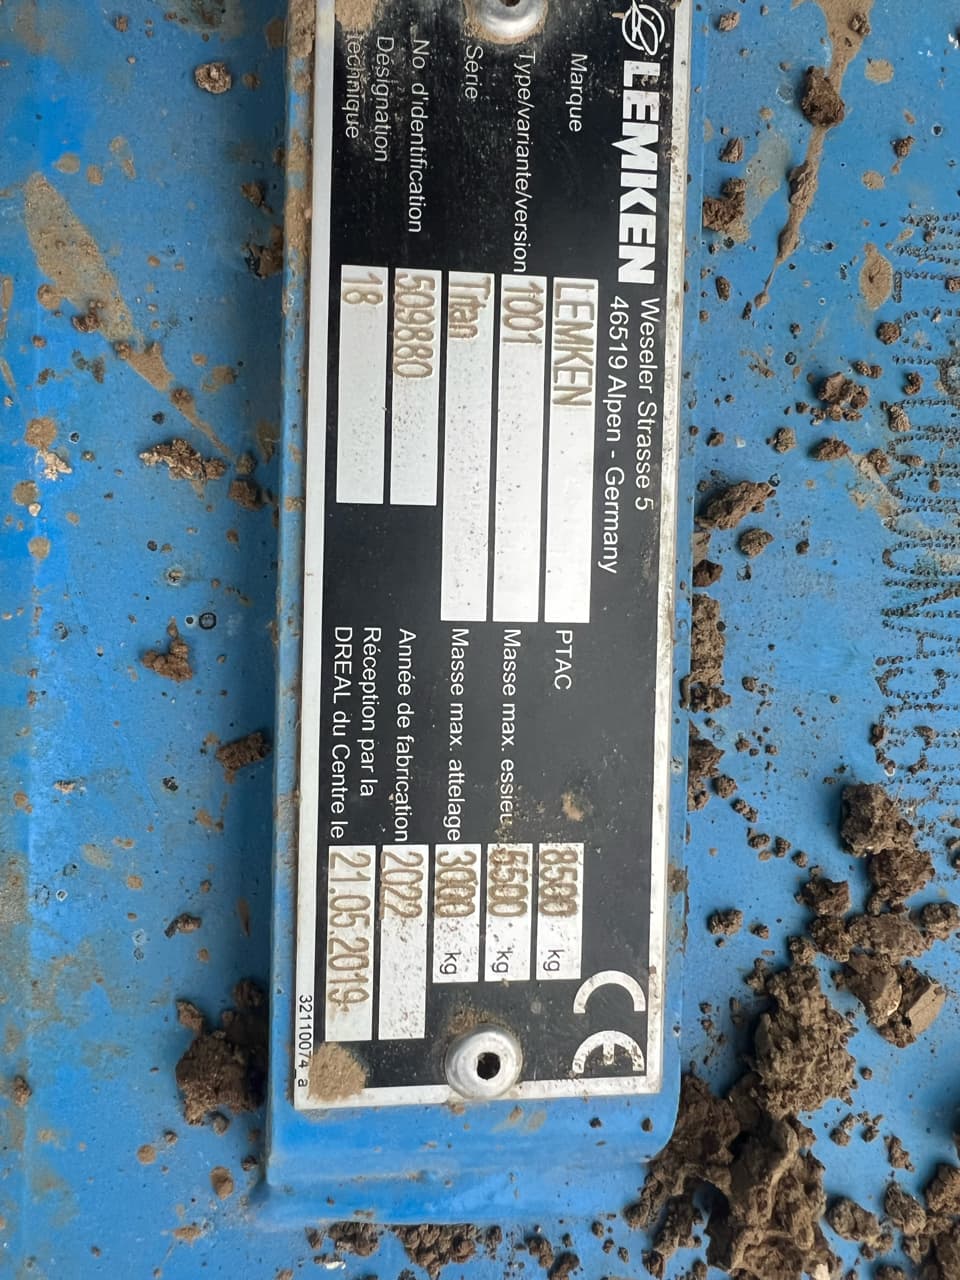 LEMKEN Weseler Strasse 5
46519 Alpen - Germany
Marque LEMKEN
Type/variante/version 1001
Série Titan
No d'identification 509880
Désignation
technique 18
PTAC 8500 kg
Masse max. essieu 5500 kg
Masse max. attelage 3000 kg
Année de fabrication 2022
Réception par la
DREAL du Centre le 21.05.2019
CE
32110074_a